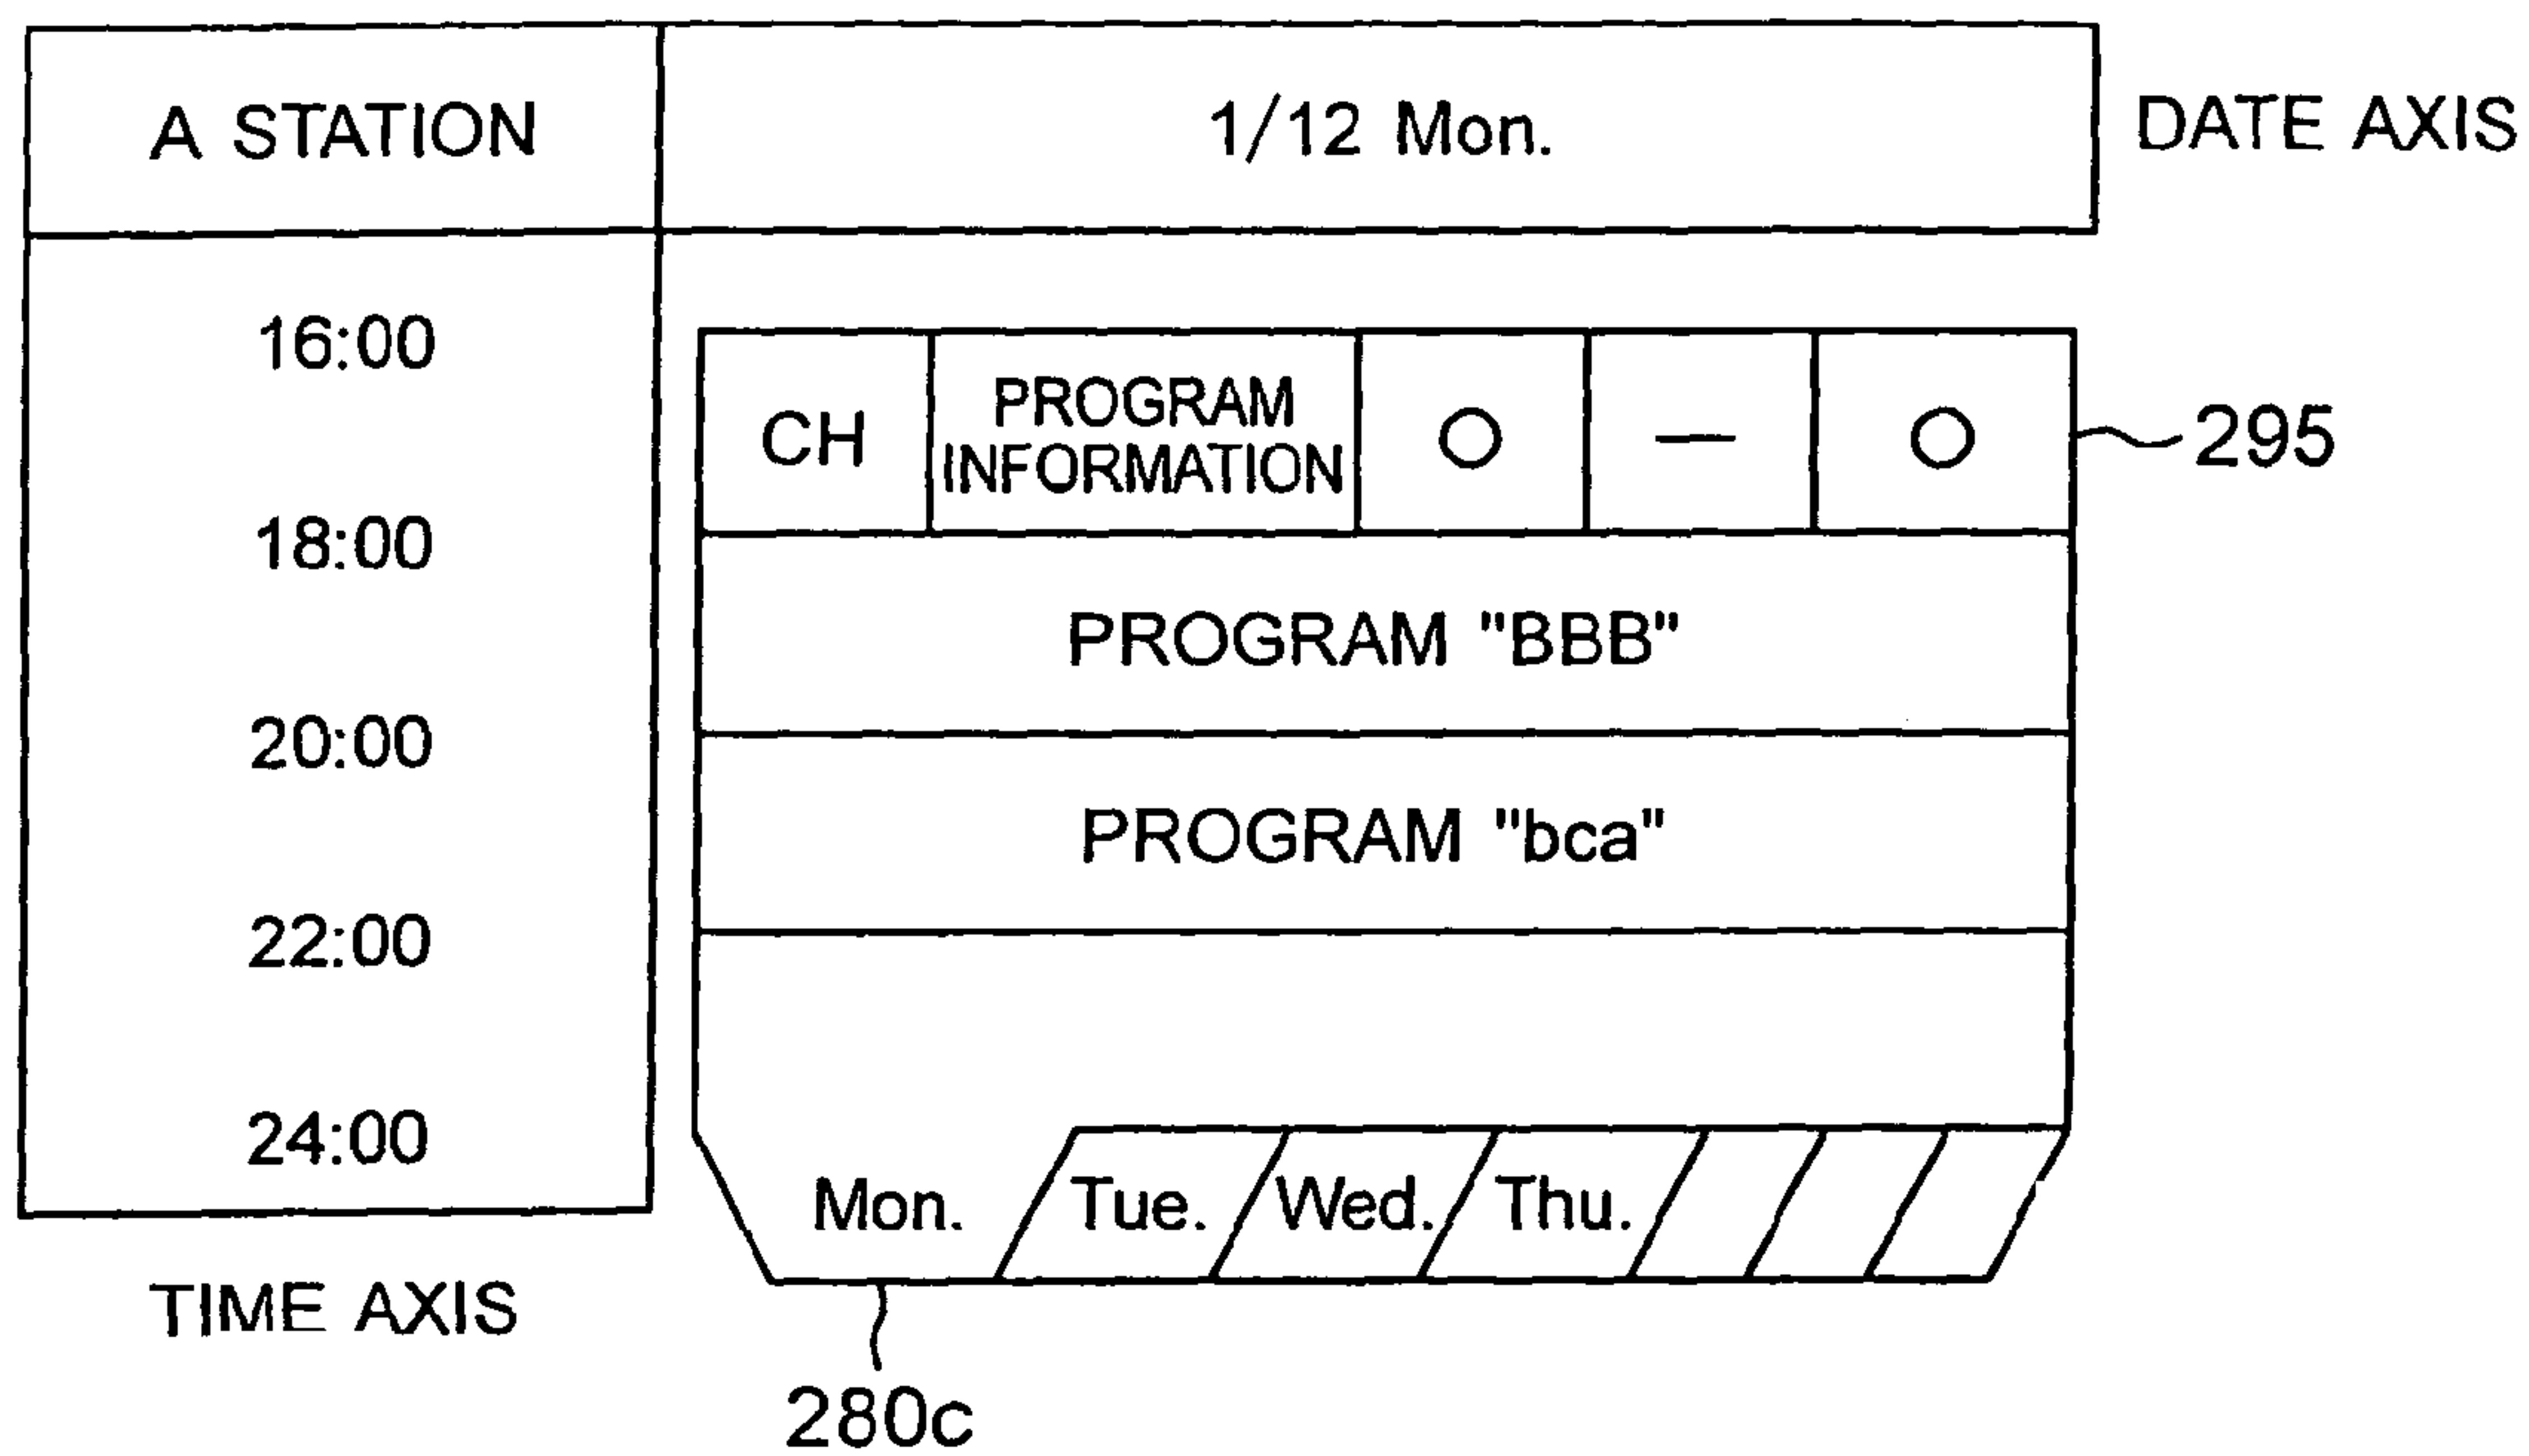 A STATION
1/12 Mon.
DATE AXIS
16:00
18:00
20:00
22:00
24:00
TIME AXIS
CH
PROGRAM
INFORMATION
○
—
○
295
PROGRAM "BBB"
PROGRAM "bca"
Mon.
Tue.
Wed.
Thu.
280c